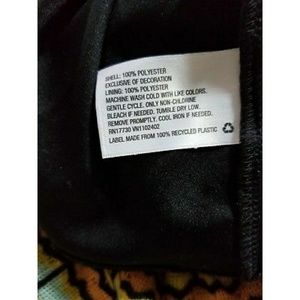 SHELL: 100% POLYESTER
EXCLUSIVE OF DECORATION
LINING: 100% POLYESTER
MACHINE WASH COLD WITH LIKE COLORS.
GENTLE CYCLE. ONLY NON-CHLORINE
BLEACH IF NEEDED. TUMBLE DRY LOW.
REMOVE PROMPTLY. COOL IRON IF NEEDED.
RN17730 VN1102402
LABEL MADE FROM 100% RECYCLED PLASTIC